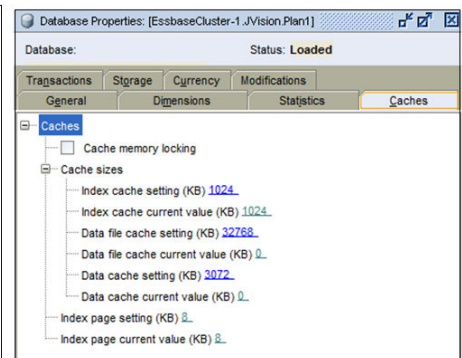 Database Properties: [EssbaseCluster-1.JVision.Plan1]
Database: Status: Loaded
Transactions Storage Currency Modifications
General Dimensions Statistics Caches
Caches
Cache memory locking
Cache sizes
Index cache setting (KB) 1024
Index cache current value (KB) 1024
Data file cache setting (KB) 32768
Data file cache current value (KB) 0
Data cache setting (KB) 3072
Data cache current value (KB) 0
Index page setting (KB) 8
Index page current value (KB) 8